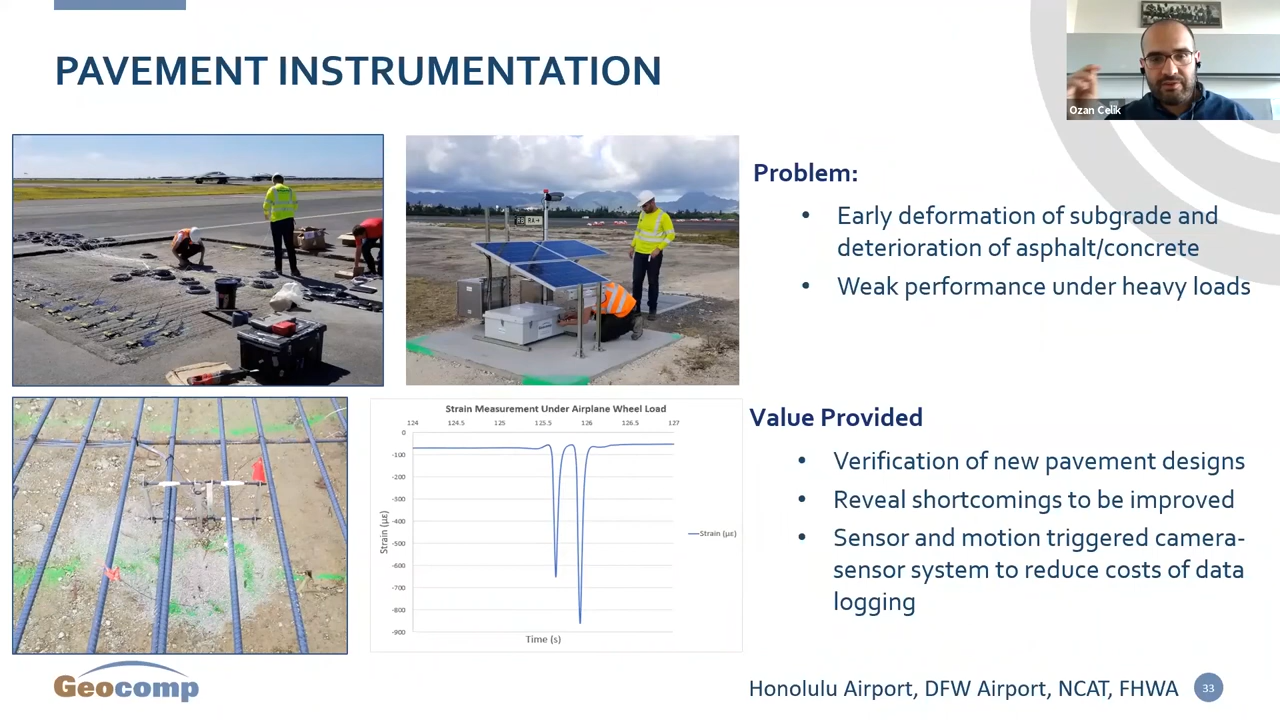 PAVEMENT INSTRUMENTATION
Ozan Celik
Problem:
• Early deformation of subgrade and
deterioration of asphalt/concrete
• Weak performance under heavy loads
Strain Measurement Under Airplane Wheel Load
124 124.5 125 125.5 126 126.5 127
0
-100
-200
-300
-400
-500
-600
-700
-800
-900
Strain (με)
Strain (με)
Time (s)
Value Provided
• Verification of new pavement designs
• Reveal shortcomings to be improved
• Sensor and motion triggered camera-
sensor system to reduce costs of data
logging
Geocomp
Honolulu Airport, DFW Airport, NCAT, FHWA
33